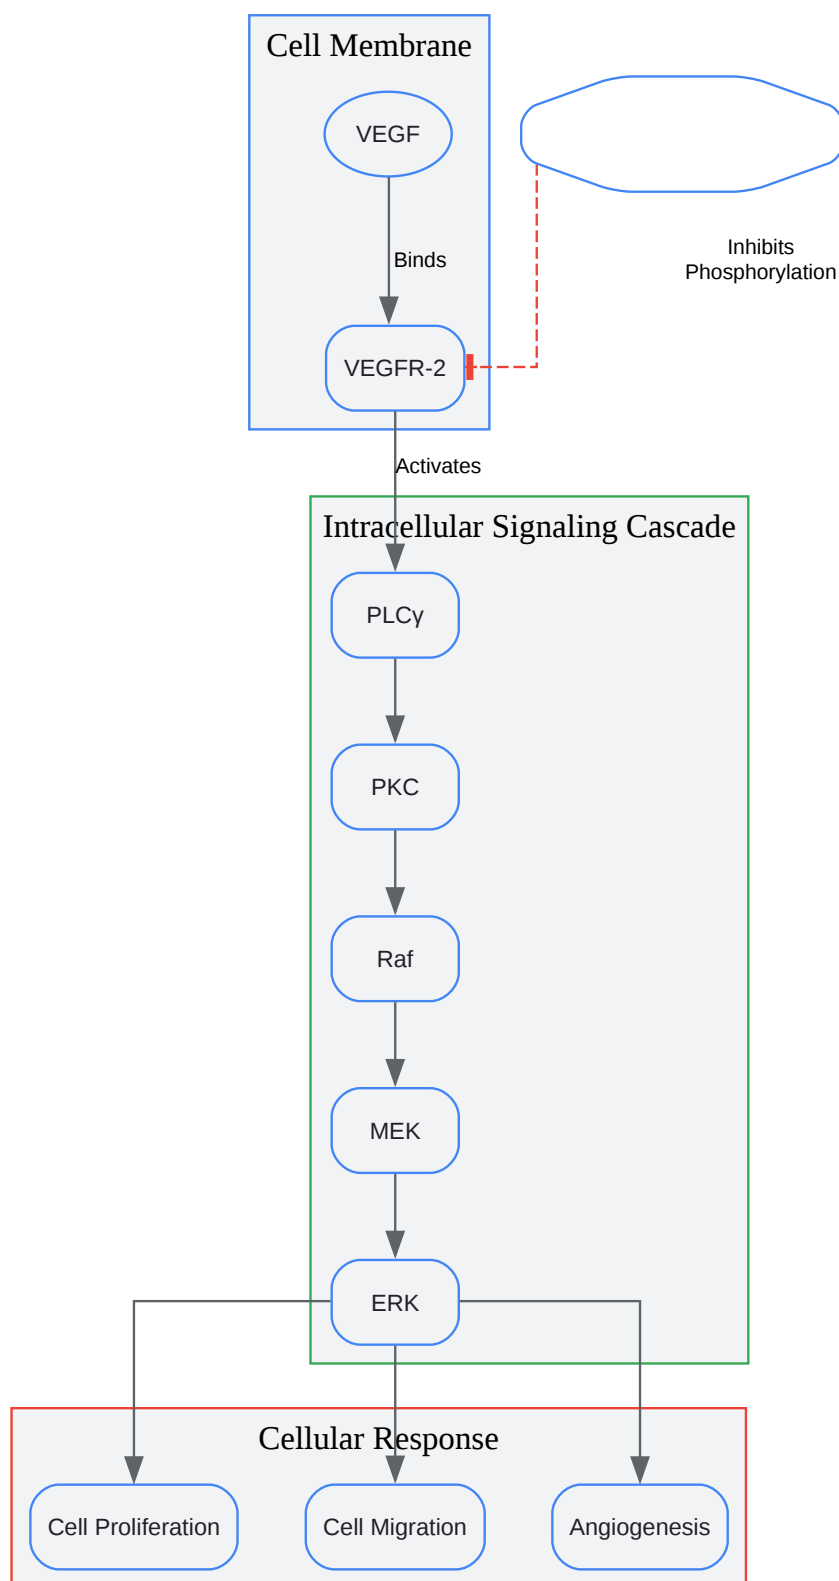 Cell Membrane
VEGF
Binds
Inhibits
Phosphorylation
VEGFR-2
Activates
Intracellular Signaling Cascade
PLCγ
PKC
Raf
MEK
ERK
Cellular Response
Cell Proliferation
Cell Migration
Angiogenesis